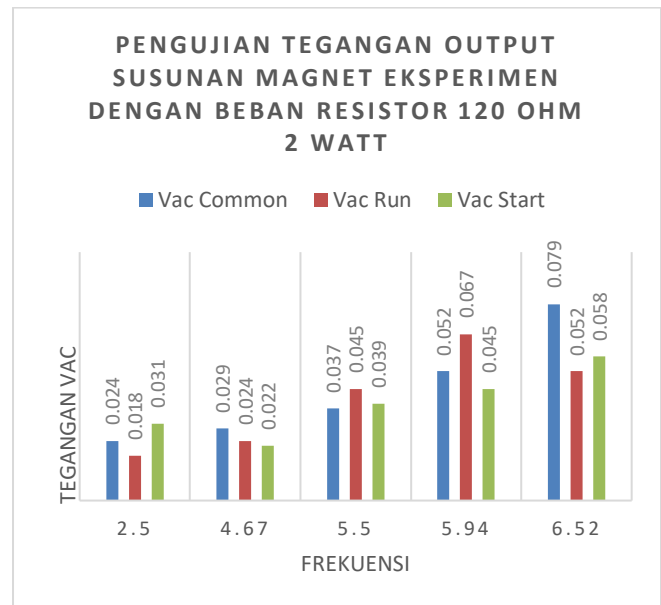 PENGUJIAN TEGANGAN OUTPUT
SUSUNAN MAGNET EKSPERIMEN
DENGAN BEBAN RESISTOR 120 OHM
2 WATT
Vac Common Vac Run Vac Start
TEGANGAN VAC
0.024 0.018 0.031
0.029 0.024 0.022
0.037 0.045 0.039
0.052 0.067 0.045
0.079 0.052 0.058
2.5 4.67 5.5 5.94 6.52
FREKUENSI